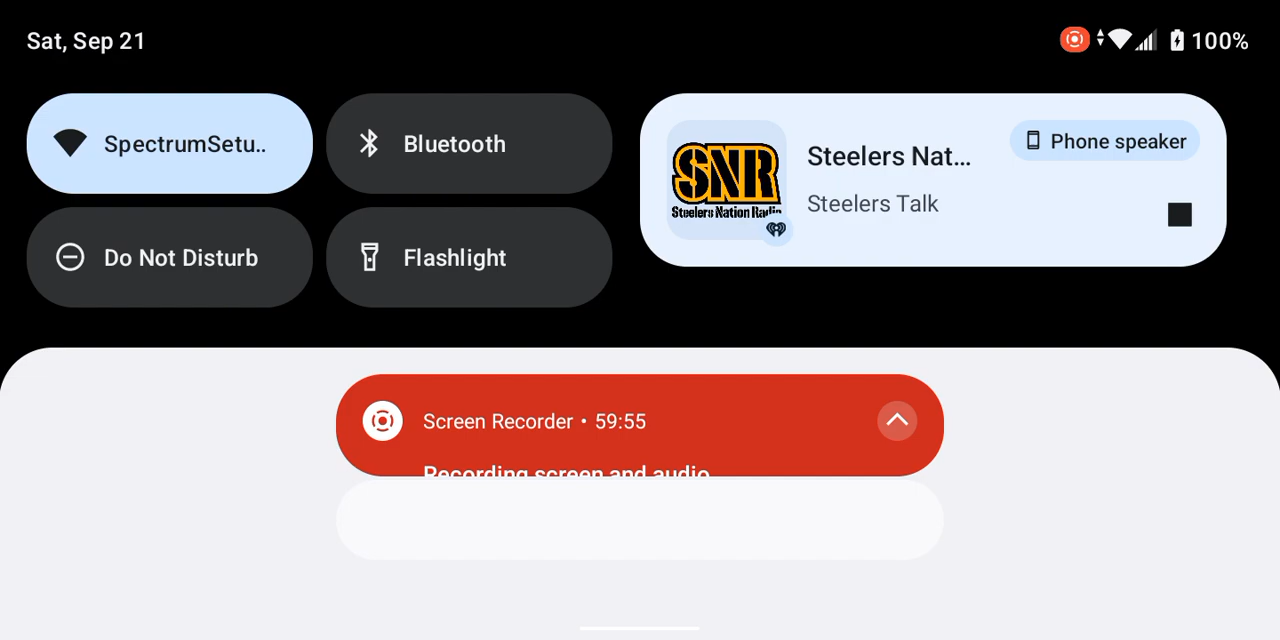 Sat, Sep 21
100%
SpectrumSetu..
Bluetooth
Do Not Disturb
Flashlight
SNR
Steelers Nation Radio
Steelers Nat...
Steelers Talk
Phone speaker
Screen Recorder • 59:55
Recording screen and audio